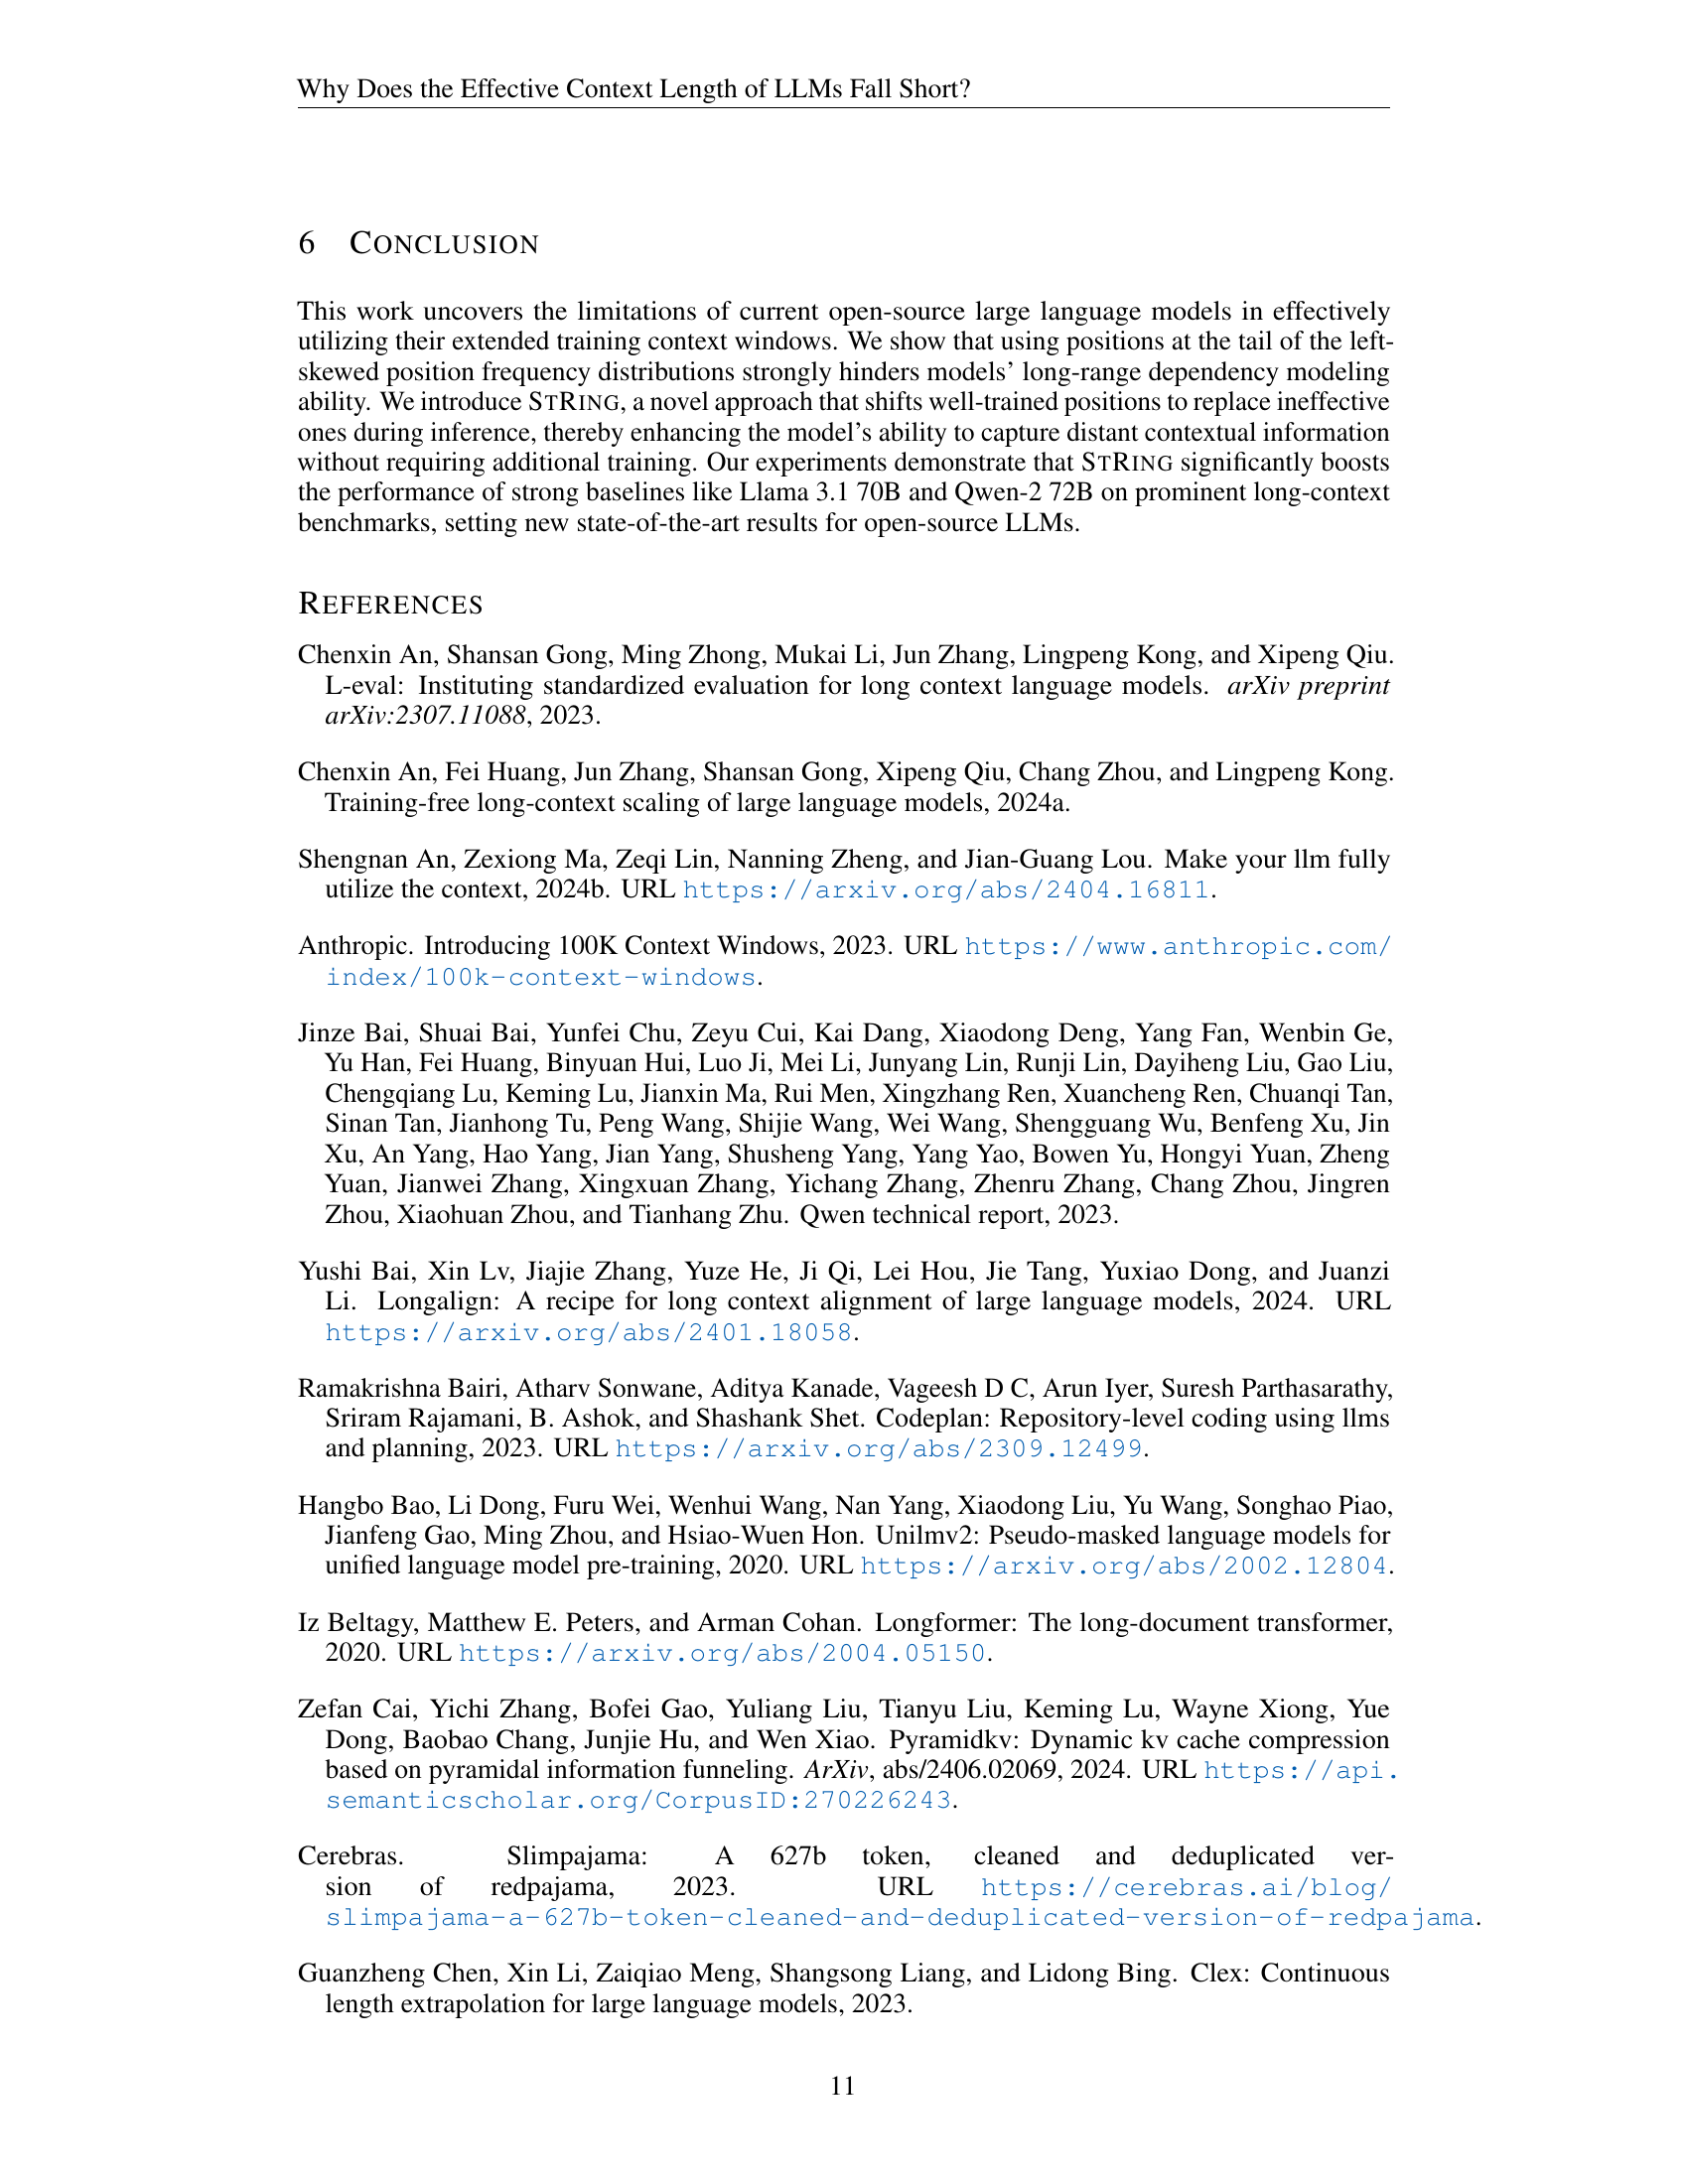 Why Does the Effective Context Length of LLMs Fall Short?
6 CONCLUSION
This work uncovers the limitations of current open-source large language models in effectively
utilizing their extended training context windows. We show that using positions at the tail of the left-
skewed position frequency distributions strongly hinders models' long-range dependency modeling
ability. We introduce STRING, a novel approach that shifts well-trained positions to replace ineffective
ones during inference, thereby enhancing the model's ability to capture distant contextual information
without requiring additional training. Our experiments demonstrate that STRING significantly boosts
the performance of strong baselines like Llama 3.1 70B and Qwen-2 72B on prominent long-context
benchmarks, setting new state-of-the-art results for open-source LLMs.
REFERENCES
Chenxin An, Shansan Gong, Ming Zhong, Mukai Li, Jun Zhang, Lingpeng Kong, and Xipeng Qiu.
L-eval: Instituting standardized evaluation for long context language models. arXiv preprint
arXiv:2307.11088, 2023.
Chenxin An, Fei Huang, Jun Zhang, Shansan Gong, Xipeng Qiu, Chang Zhou, and Lingpeng Kong.
Training-free long-context scaling of large language models, 2024a.
Shengnan An, Zexiong Ma, Zeqi Lin, Nanning Zheng, and Jian-Guang Lou. Make your llm fully
utilize the context, 2024b. URL https://arxiv.org/abs/2404.16811.
Anthropic. Introducing 100K Context Windows, 2023. URL https://www.anthropic.com/
index/100k-context-windows.
Jinze Bai, Shuai Bai, Yunfei Chu, Zeyu Cui, Kai Dang, Xiaodong Deng, Yang Fan, Wenbin Ge,
Yu Han, Fei Huang, Binyuan Hui, Luo Ji, Mei Li, Junyang Lin, Runji Lin, Dayiheng Liu, Gao Liu,
Chengqiang Lu, Keming Lu, Jianxin Ma, Rui Men, Xingzhang Ren, Xuancheng Ren, Chuanqi Tan,
Sinan Tan, Jianhong Tu, Peng Wang, Shijie Wang, Wei Wang, Shengguang Wu, Benfeng Xu, Jin
Xu, An Yang, Hao Yang, Jian Yang, Shusheng Yang, Yang Yao, Bowen Yu, Hongyi Yuan, Zheng
Yuan, Jianwei Zhang, Xingxuan Zhang, Yichang Zhang, Zhenru Zhang, Chang Zhou, Jingren
Zhou, Xiaohuan Zhou, and Tianhang Zhu. Qwen technical report, 2023.
Yushi Bai, Xin Lv, Jiajie Zhang, Yuze He, Ji Qi, Lei Hou, Jie Tang, Yuxiao Dong, and Juanzi
Li. Longalign: A recipe for long context alignment of large language models, 2024. URL
https://arxiv.org/abs/2401.18058.
Ramakrishna Bairi, Atharv Sonwane, Aditya Kanade, Vageesh D C, Arun Iyer, Suresh Parthasarathy,
Sriram Rajamani, B. Ashok, and Shashank Shet. Codeplan: Repository-level coding using llms
and planning, 2023. URL https://arxiv.org/abs/2309.12499.
Hangbo Bao, Li Dong, Furu Wei, Wenhui Wang, Nan Yang, Xiaodong Liu, Yu Wang, Songhao Piao,
Jianfeng Gao, Ming Zhou, and Hsiao-Wuen Hon. Unilmv2: Pseudo-masked language models for
unified language model pre-training, 2020. URL https://arxiv.org/abs/2002.12804.
Iz Beltagy, Matthew E. Peters, and Arman Cohan. Longformer: The long-document transformer,
2020. URL https://arxiv.org/abs/2004.05150.
Zefan Cai, Yichi Zhang, Bofei Gao, Yuliang Liu, Tianyu Liu, Keming Lu, Wayne Xiong, Yue
Dong, Baobao Chang, Junjie Hu, and Wen Xiao. Pyramidkv: Dynamic kv cache compression
based on pyramidal information funneling. ArXiv, abs/2406.02069, 2024. URL https://api.
semanticscholar.org/CorpusID:270226243.
Cerebras. Slimpajama: A 627b token, cleaned and deduplicated ver-
sion of redpajama, 2023. URL https://cerebras.ai/blog/
slimpajama-a-627b-token-cleaned-and-deduplicated-version-of-redpajama.
Guanzheng Chen, Xin Li, Zaiqiao Meng, Shangsong Liang, and Lidong Bing. Clex: Continuous
length extrapolation for large language models, 2023.
11